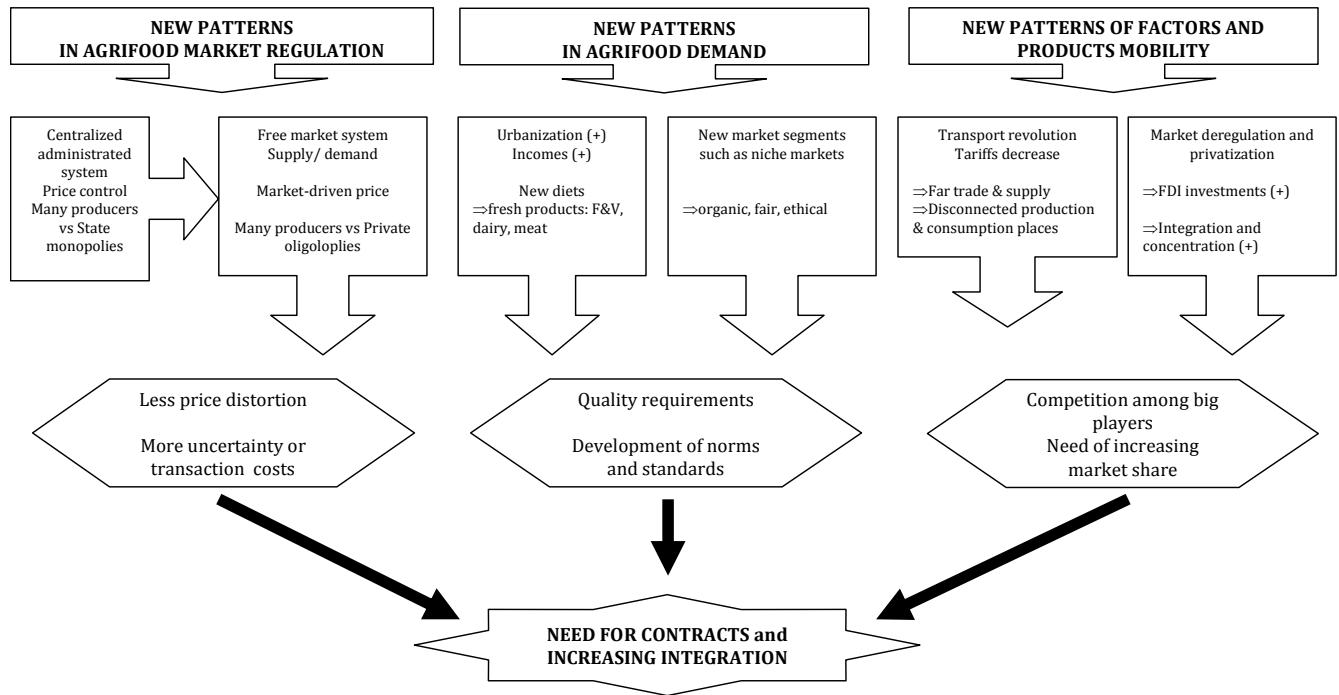 NEW PATTERNS
IN AGRIFOOD MARKET REGULATION
NEW PATTERNS
IN AGRIFOOD DEMAND
NEW PATTERNS OF FACTORS AND
PRODUCTS MOBILITY
Centralized
administrated
system
Price control
Many producers
vs State
monopolies
Free market system
Supply/ demand
Market-driven price
Many producers vs Private
oligoloplies
Urbanization (+)
Incomes (+)
New diets
⇒fresh products: F&V,
dairy, meat
New market segments
such as niche markets
⇒organic, fair, ethical
Transport revolution
Tariffs decrease
⇒Far trade & supply
⇒Disconnected production
& consumption places
Market deregulation and
privatization
⇒FDI investments (+)
⇒Integration and
concentration (+)
Less price distortion
More uncertainty or
transaction costs
Quality requirements
Development of norms
and standards
Competition among big
players
Need of increasing
market share
NEED FOR CONTRACTS and
INCREASING INTEGRATION